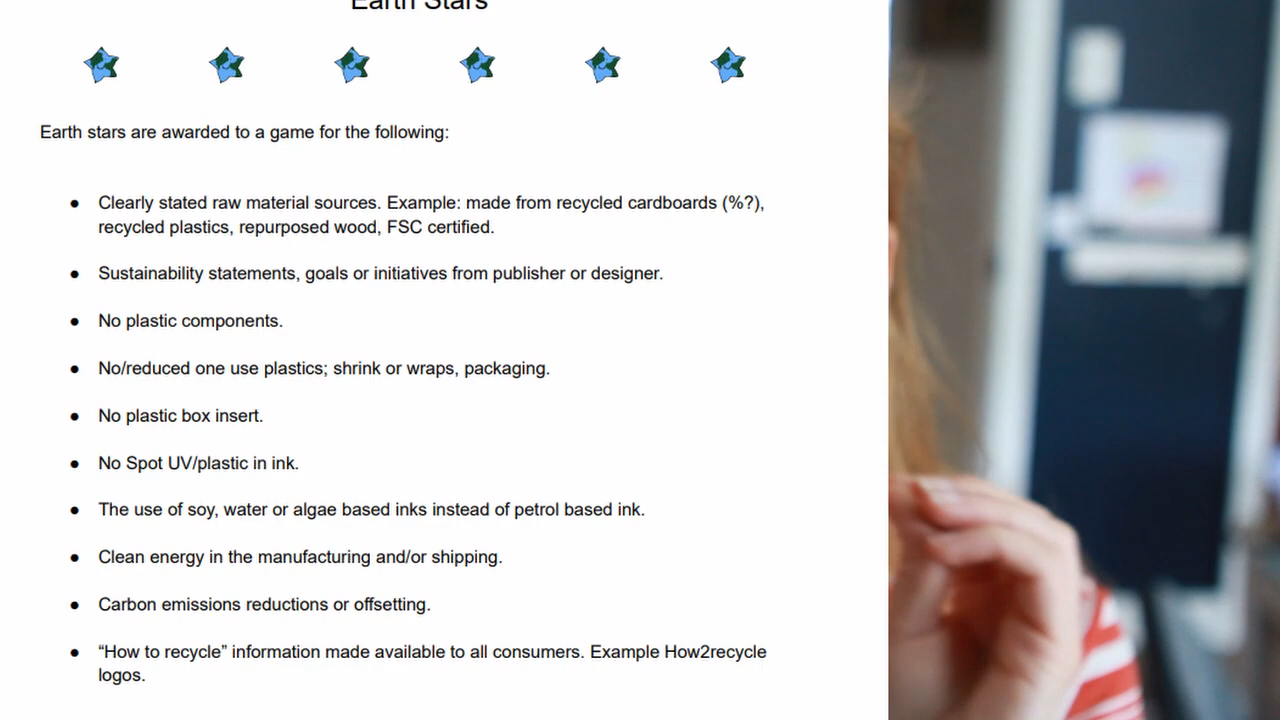 Earth Stars
Earth stars are awarded to a game for the following:
● Clearly stated raw material sources. Example: made from recycled cardboards (%?),
recycled plastics, repurposed wood, FSC certified.
● Sustainability statements, goals or initiatives from publisher or designer.
● No plastic components.
● No/reduced one use plastics; shrink or wraps, packaging.
● No plastic box insert.
● No Spot UV/plastic in ink.
● The use of soy, water or algae based inks instead of petrol based ink.
● Clean energy in the manufacturing and/or shipping.
● Carbon emissions reductions or offsetting.
● “How to recycle” information made available to all consumers. Example How2recycle
logos.